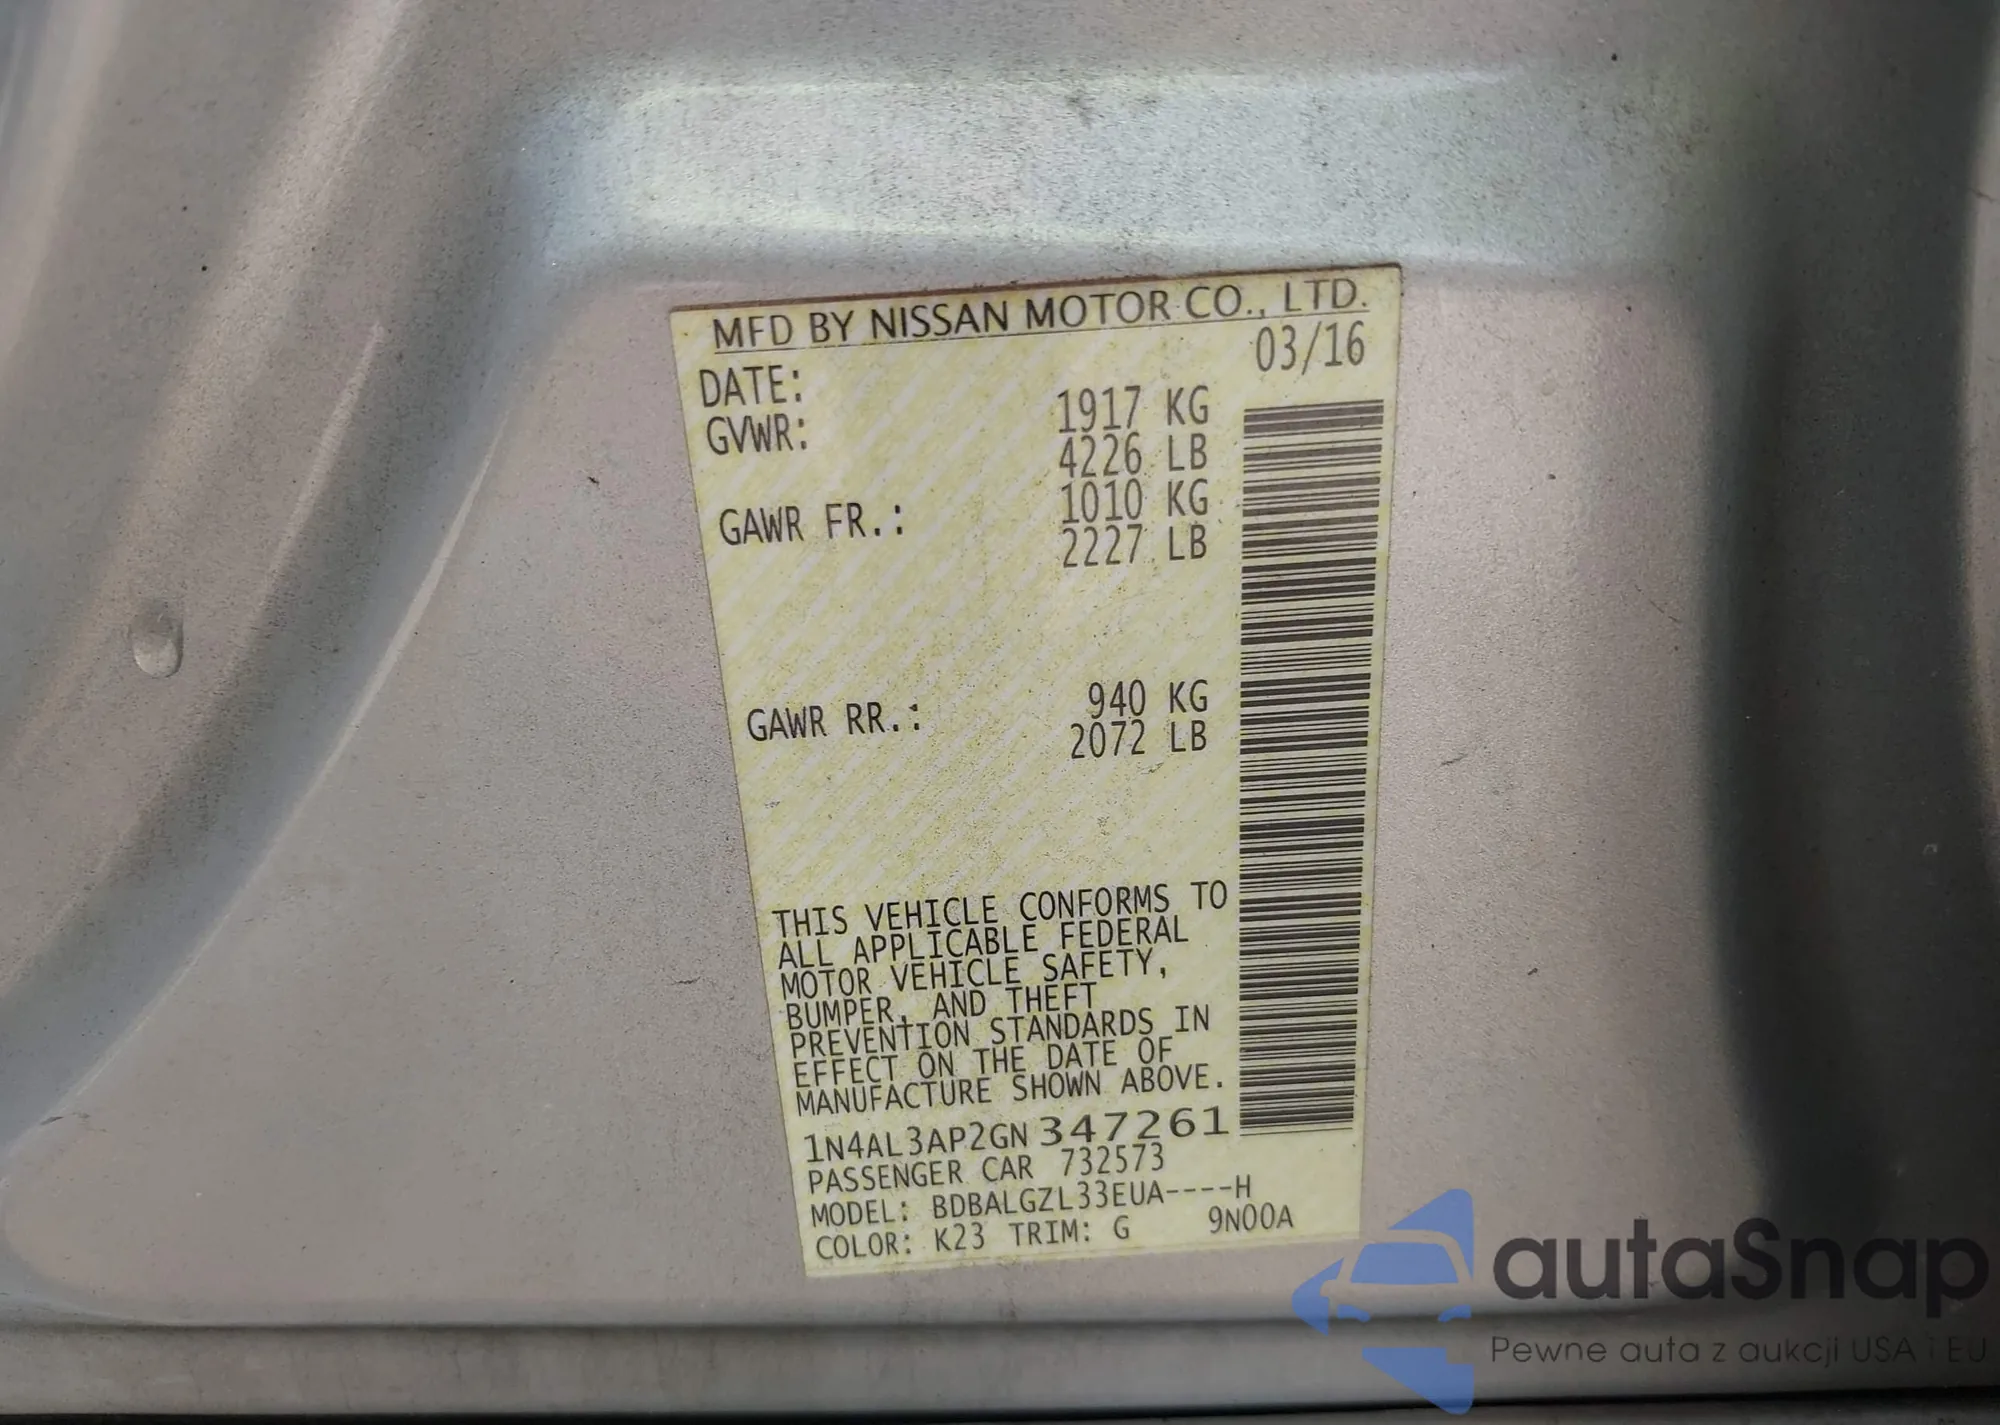 MFD BY NISSAN MOTOR CO., LTD.
DATE: 03/16
GVWR: 1917 KG
4226 LB
GAWR FR.: 1010 KG
2227 LB
GAWR RR.: 940 KG
2072 LB
THIS VEHICLE CONFORMS TO
ALL APPLICABLE FEDERAL
MOTOR VEHICLE SAFETY,
BUMPER, AND THEFT
PREVENTION STANDARDS IN
EFFECT ON THE DATE OF
MANUFACTURE SHOWN ABOVE.
1N4AL3AP2GN 347261
PASSENGER CAR 732573
MODEL: BDBALGZL33EUA----H
COLOR: K23 TRIM: G 9N00A
autaSnap
Pewne auta z aukcji USA i EU